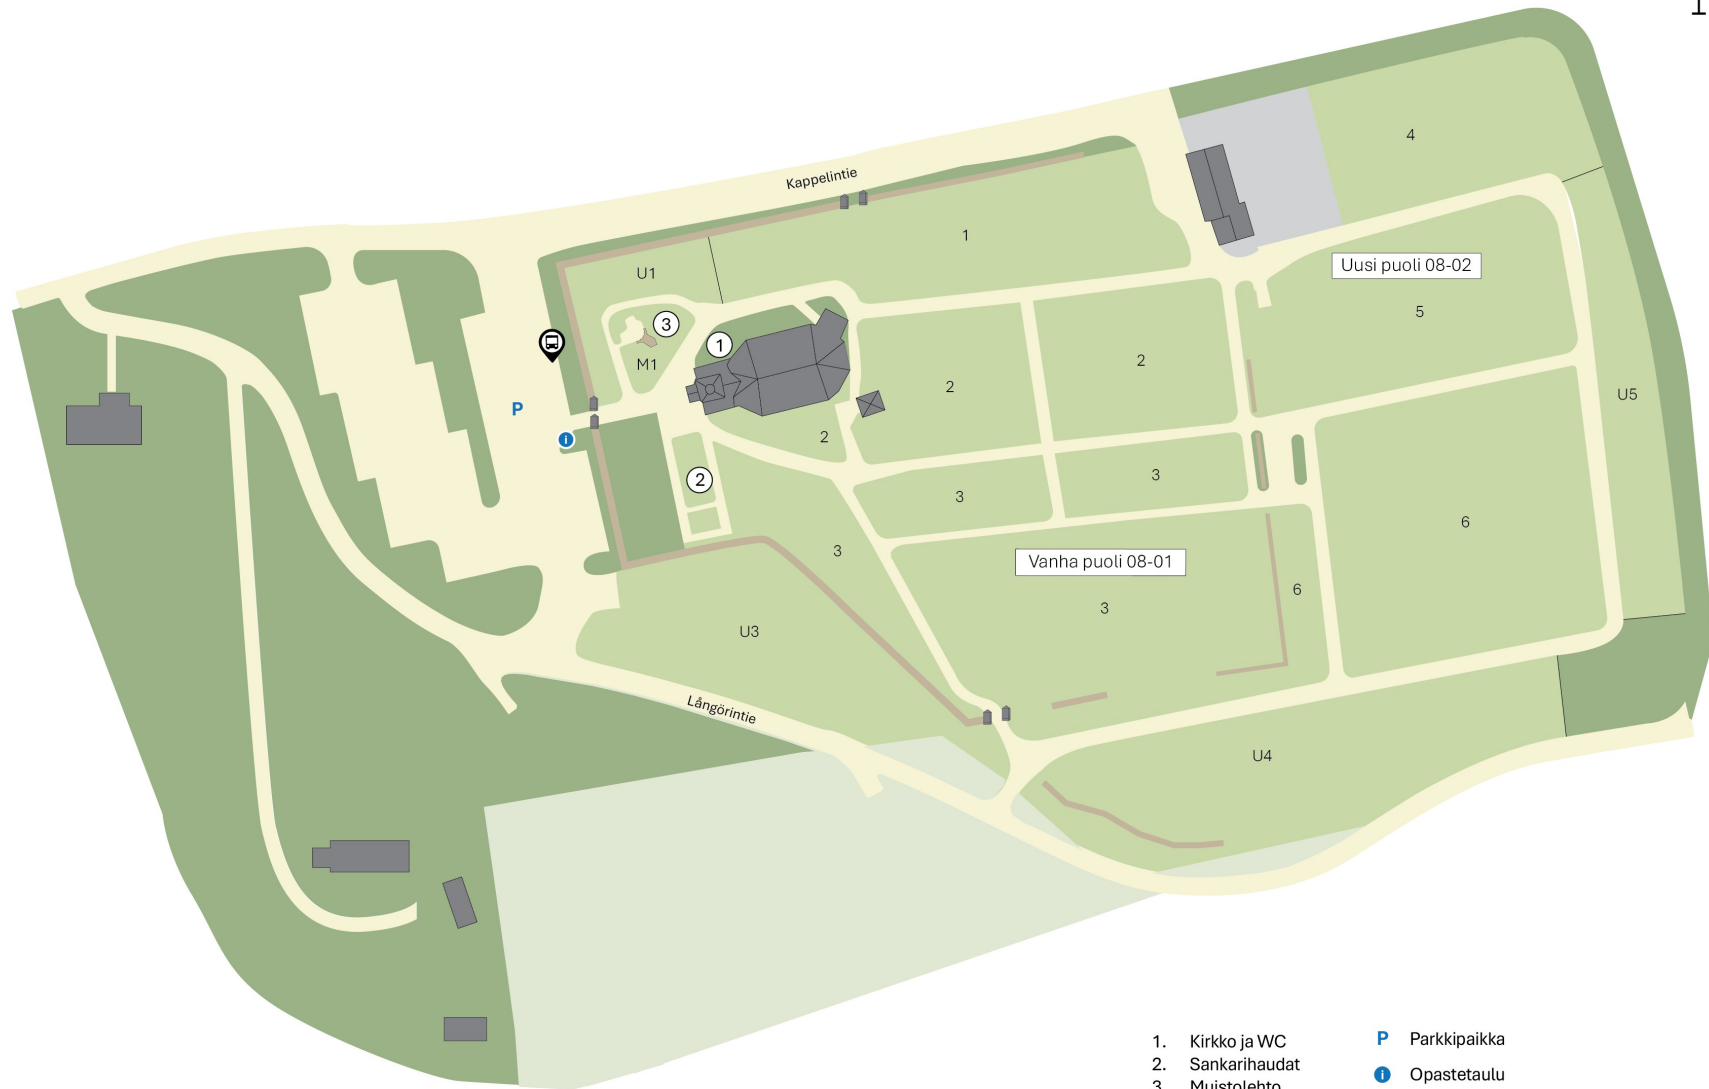 Kappelintie
4
1
Uusi puoli 08-02
U1
5
3
1
M1
2
2
U5
P
2
i
2
3
3
6
3
Vanha puoli 08-01
6
3
U3
Långörintie
U4
1. Kirkko ja WC
2. Sankarihaudat
3. Muistolehto
P Parkkipaikka
i Opastetaulu